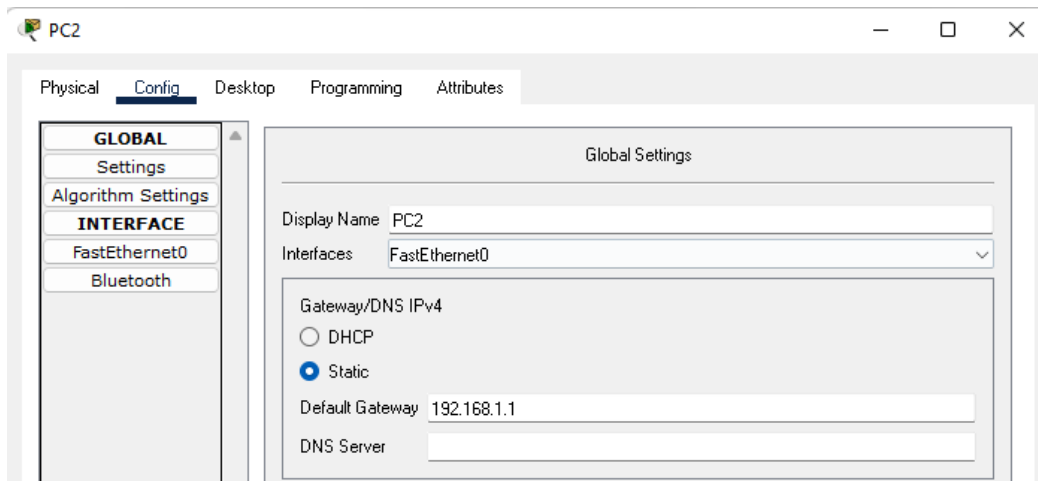 PC2
Physical Config Desktop Programming Attributes
GLOBAL
Settings
Algorithm Settings
INTERFACE
FastEthernet0
Bluetooth
Global Settings
Display Name PC2
Interfaces FastEthernet0
Gateway/DNS IPv4
DHCP
Static
Default Gateway 192.168.1.1
DNS Server